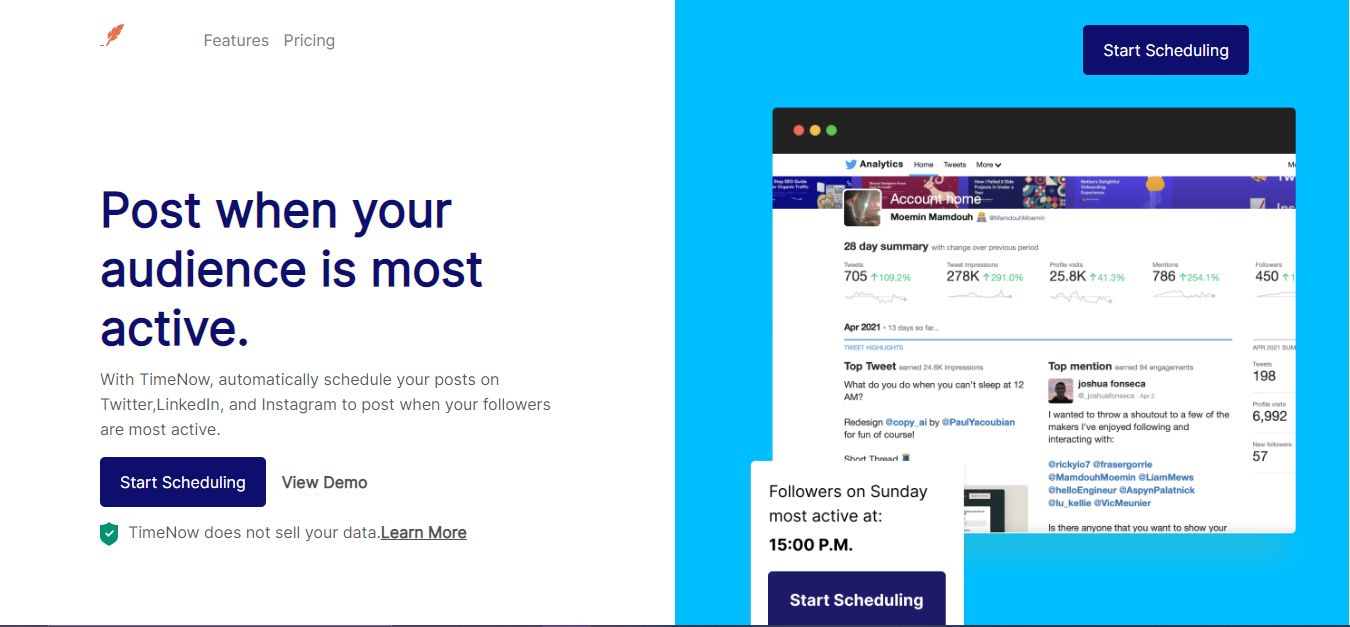 Features Pricing
Start Scheduling
Post when your
audience is most
active.
With TimeNow, automatically schedule your posts on
Twitter,LinkedIn, and Instagram to post when your followers
are most active.
Start Scheduling View Demo
TimeNow does not sell your data.Learn More
Analytics Home Tweets More
Account home
Moemin Mamdouh @MamdouhMoemin
28 day summary with change over previous period
Tweets
705 ↑109.2%
Tweet impressions
278K ↑291.0%
Profile visits
25.8K ↑41.3%
Mentions
786 ↑254.1%
Followers
450 ↑1
Apr 2021 • 13 days so far...
TWEET HIGHLIGHTS
Top Tweet earned 24.6K impressions
What do you do when you can't sleep at 12
AM?
Redesign @copy_ai by @PaulYacoubian
for fun of course!
Short Thread
Top mention earned 94 engagements
joshua fonseca
@_joshuafonseca · Apr 2
I wanted to throw a shoutout to a few of the
makers I've enjoyed following and
interacting with:
@rickyio7 @frasergorrie
@MamdouhMoemin @LiamMews
@helloEngineur @AspynPalatnick
@lu_kellie @VicMeunier
Is there anyone that you want to show your
APR 2021 SUM
Tweets
198
Profile visits
6,992
New followers
57
Followers on Sunday
most active at:
15:00 P.M.
Start Scheduling